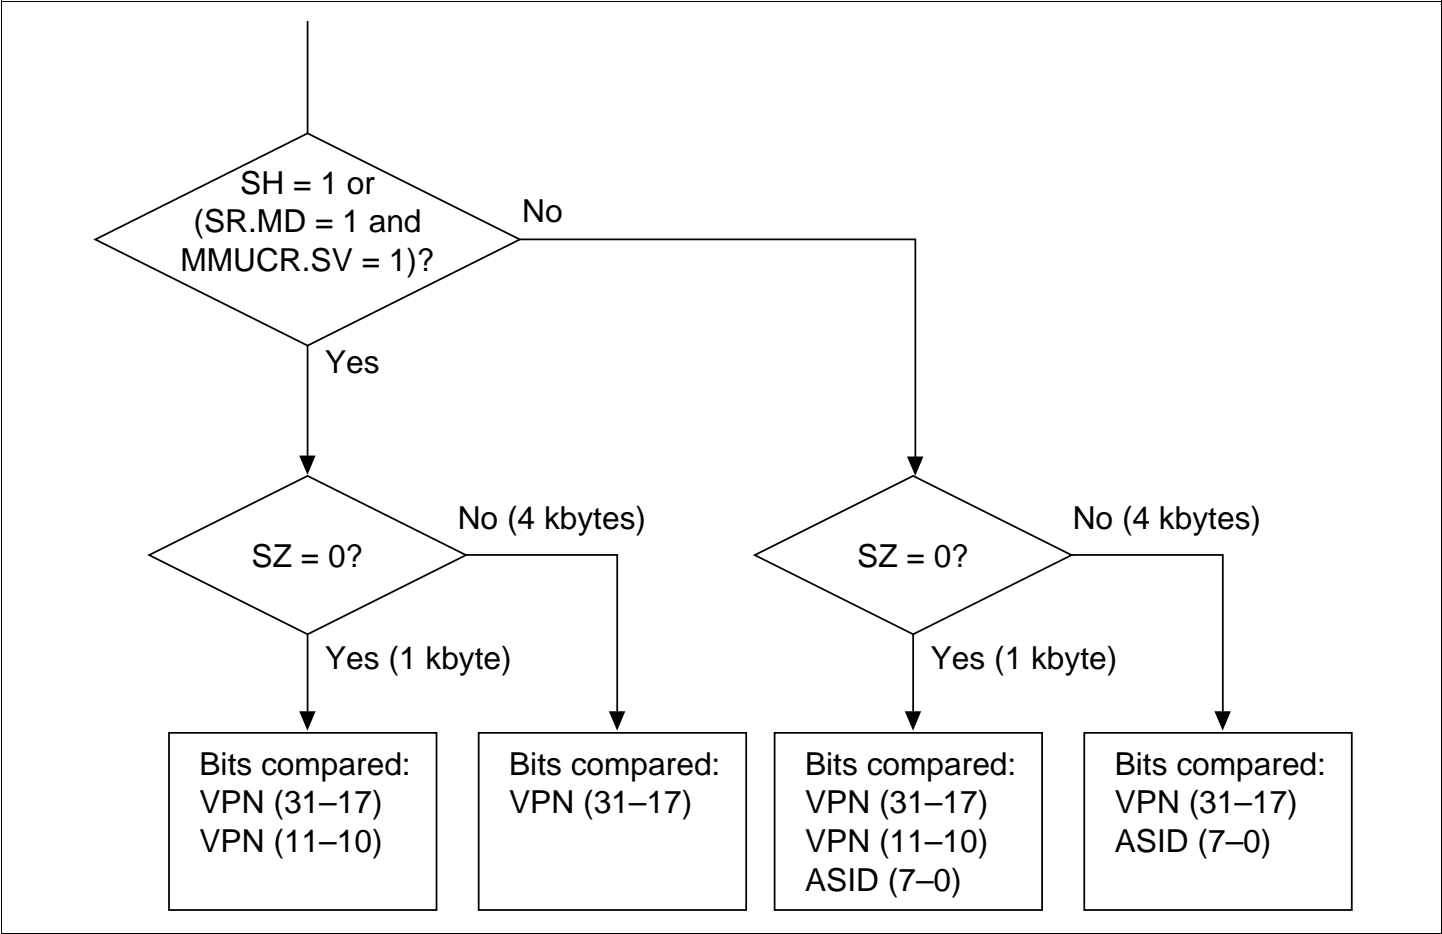 SH = 1 or
(SR.MD = 1 and
MMUCR.SV = 1)?
No
Yes
SZ = 0?
No (4 kbytes)
Yes (1 kbyte)
SZ = 0?
No (4 kbytes)
Yes (1 kbyte)
Bits compared:
VPN (31–17)
VPN (11–10)
Bits compared:
VPN (31–17)
Bits compared:
VPN (31–17)
VPN (11–10)
ASID (7–0)
Bits compared:
VPN (31–17)
ASID (7–0)